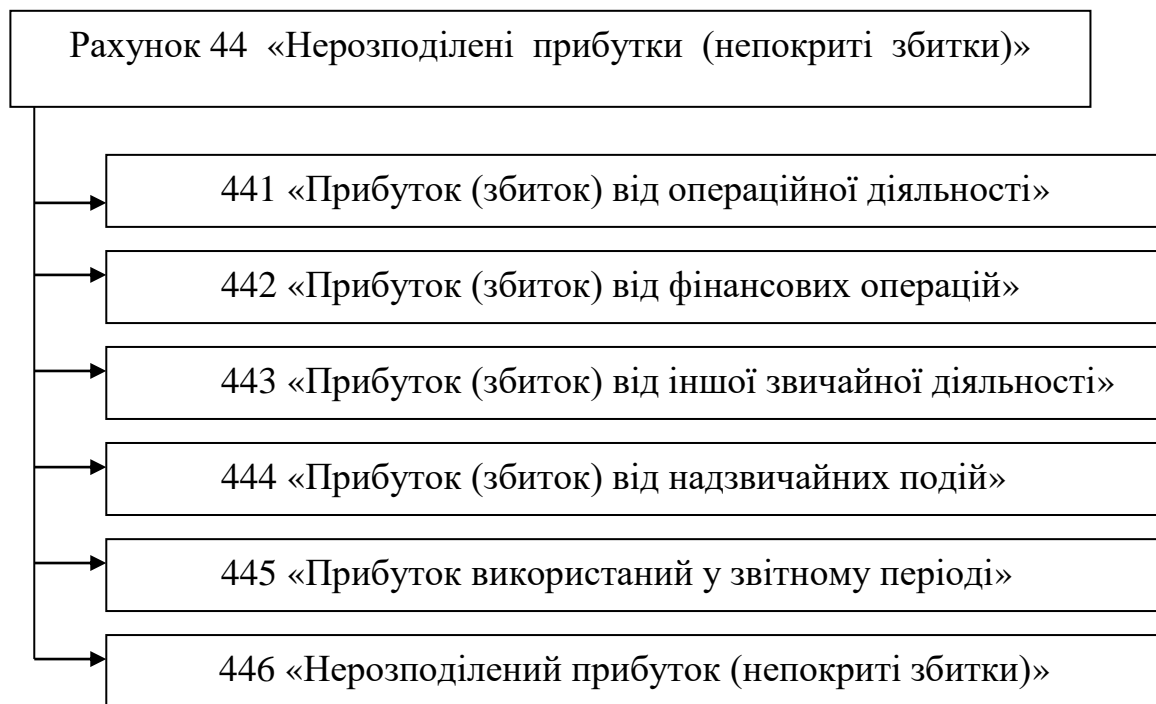 Рахунок 44 «Нерозподілені прибутки (непокриті збитки)»
441 «Прибуток (збиток) від операційної діяльності»
442 «Прибуток (збиток) від фінансових операцій»
443 «Прибуток (збиток) від іншої звичайної діяльності»
444 «Прибуток (збиток) від надзвичайних подій»
445 «Прибуток використаний у звітному періоді»
446 «Нерозподілений прибуток (непокриті збитки)»